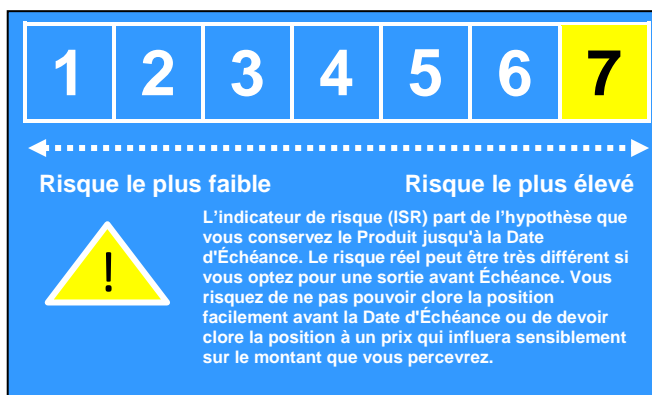 1 2 3 4 5 6 7
Risque le plus faible Risque le plus élevé
L'indicateur de risque (ISR) part de l'hypothèse que
vous conservez le Produit jusqu'à la Date
d'Échéance. Le risque réel peut être très différent si
vous optez pour une sortie avant Échéance. Vous
risquez de ne pas pouvoir clore la position
facilement avant la Date d'Échéance ou de devoir
clore la position à un prix qui influera sensiblement
sur le montant que vous percevrez.
!